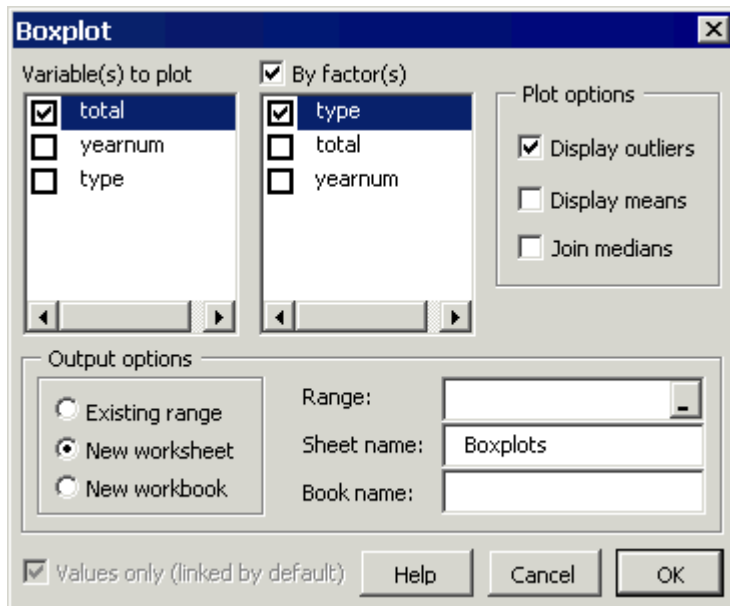 Boxplot
Variable(s) to plot
total
yearnum
type
By factor(s)
type
total
yearnum
Plot options
Display outliers
Display means
Join medians
Output options
Existing range
New worksheet
New workbook
Range:
Sheet name: Boxplots
Book name:
Values only (linked by default)
Help
Cancel
OK